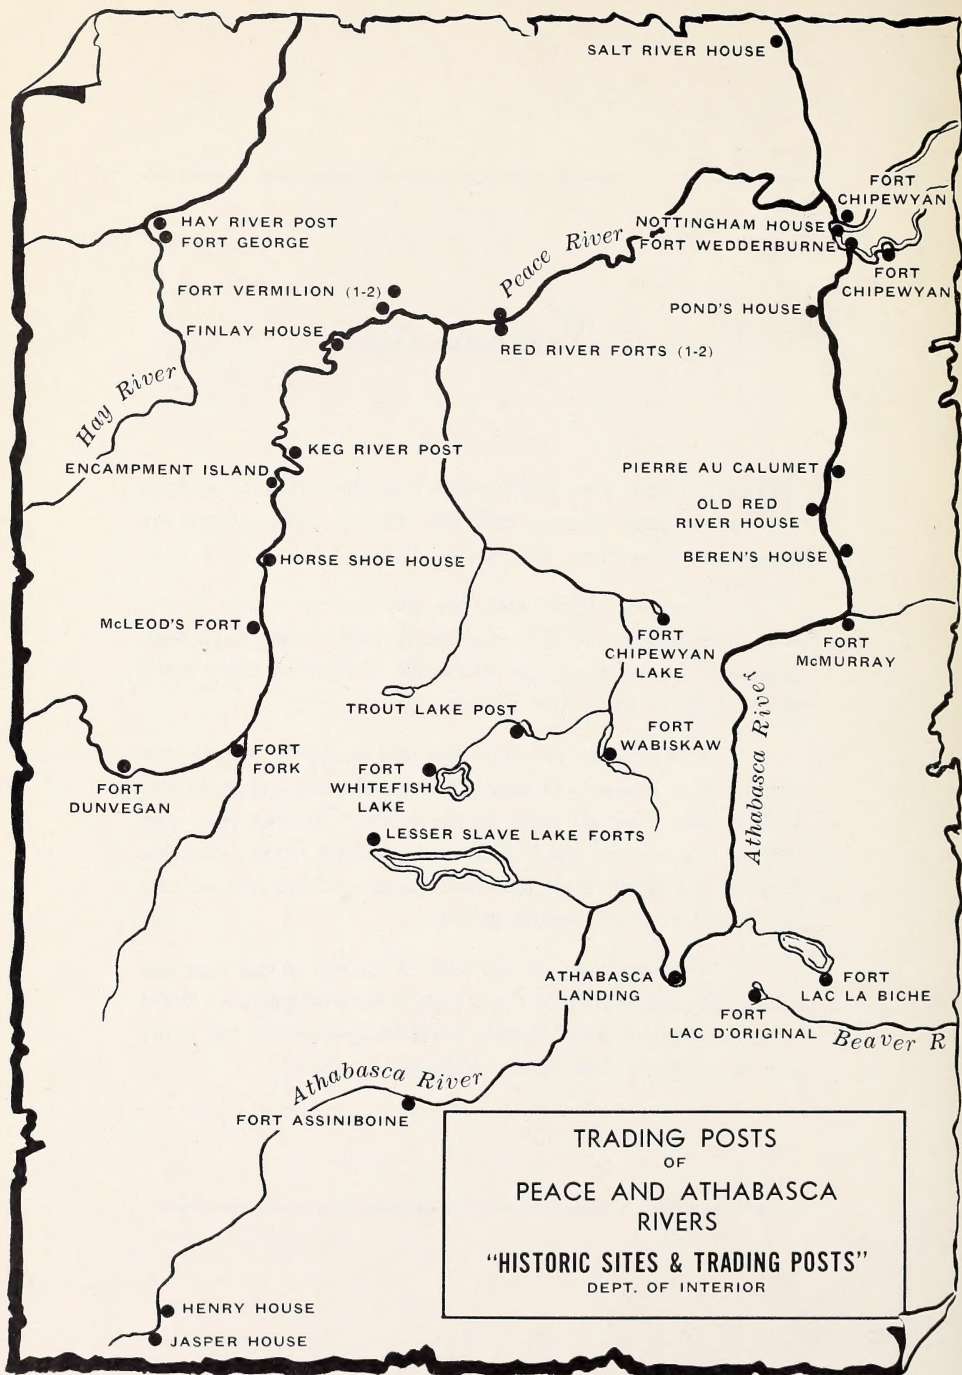 SALT RIVER HOUSE
FORT
CHIPEWYAN
HAY RIVER POST
FORT GEORGE
NOTTINGHAM HOUSE
FORT WEDDERBURNE
Peace River
FORT
CHIPEWYAN
FORT VERMILION (1-2)
POND'S HOUSE
FINLAY HOUSE
RED RIVER FORTS (1-2)
Hay River
KEG RIVER POST
ENCAMPMENT ISLAND
PIERRE AU CALUMET
OLD RED
RIVER HOUSE
HORSE SHOE HOUSE
BEREN'S HOUSE
McLEOD'S FORT
FORT
CHIPEWYAN
LAKE
FORT
McMURRAY
TROUT LAKE POST
Athabasca River
FORT
WABISKAW
FORT
FORK
FORT
DUNVEGAN
FORT
WHITEFISH
LAKE
LESSER SLAVE LAKE FORTS
ATHABASCA
LANDING
FORT
LAC LA BICHE
FORT
LAC D'ORIGINAL
Beaver R
Athabasca River
FORT ASSINIBOINE
TRADING POSTS
OF
PEACE AND ATHABASCA
RIVERS
"HISTORIC SITES & TRADING POSTS"
DEPT. OF INTERIOR
HENRY HOUSE
JASPER HOUSE